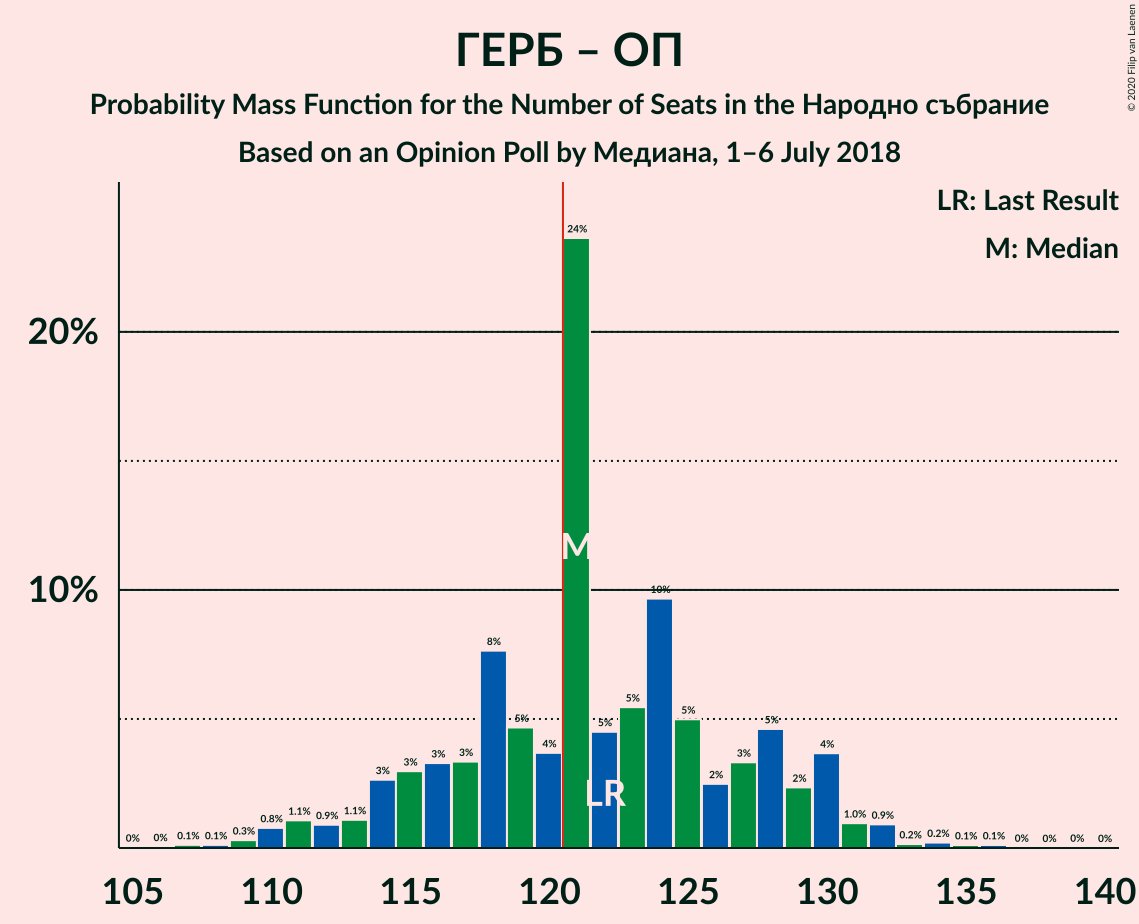 ГЕРБ – ОП
Probability Mass Function for the Number of Seats in the Народно събрание
Based on an Opinion Poll by Медиана, 1–6 July 2018
© 2020 Filip van Laenen
LR: Last Result
M: Median
20%
10%
0% 0% 0.1% 0.1% 0.3% 0.8% 1.1% 0.9% 1.1% 3% 3% 3% 3% 8% 5% 4% 24% 5% 5% 10% 5% 2% 3% 5% 2% 4% 1.0% 0.9% 0.2% 0.2% 0.1% 0.1% 0% 0% 0% 0%
M
LR
105 110 115 120 125 130 135 140